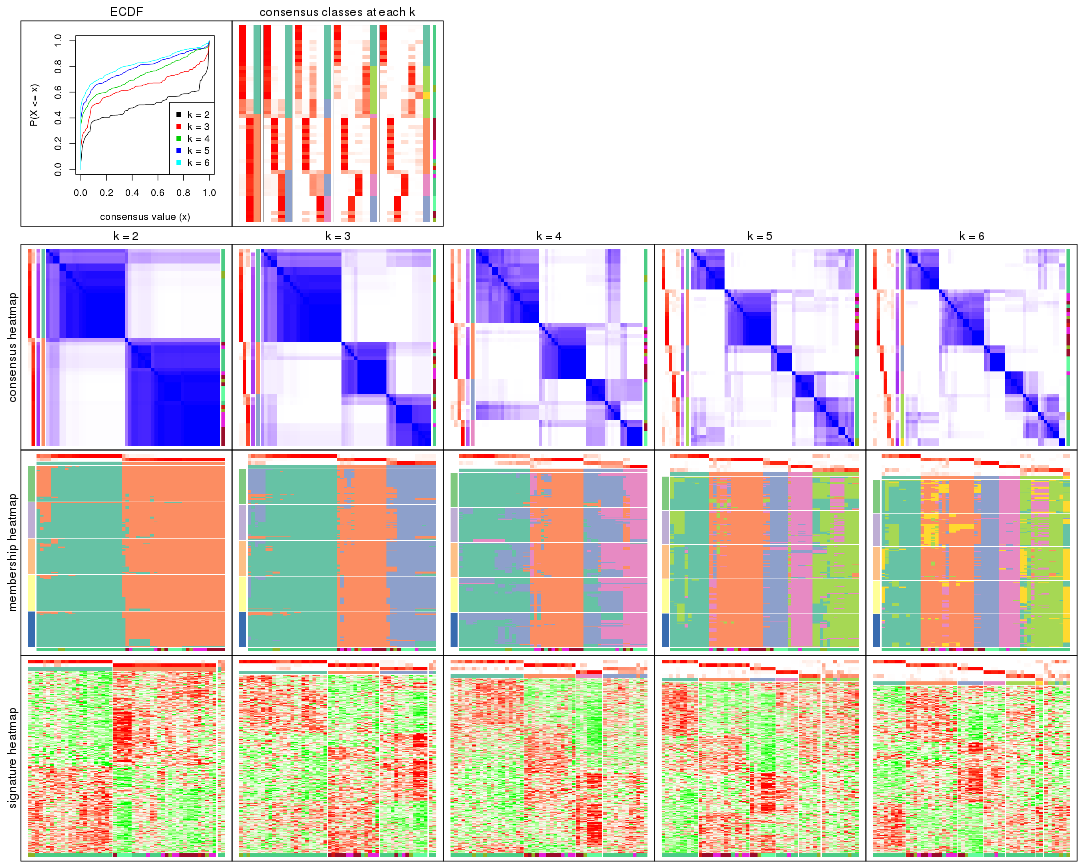 ECDF
consensus classes at each k
P(X <= x)
0.0 0.2 0.4 0.6 0.8 1.0
k = 2
k = 3
k = 4
k = 5
k = 6
0.0 0.2 0.4 0.6 0.8 1.0
consensus value (x)
k = 2
k = 3
k = 4
k = 5
k = 6
consensus heatmap
membership heatmap
signature heatmap